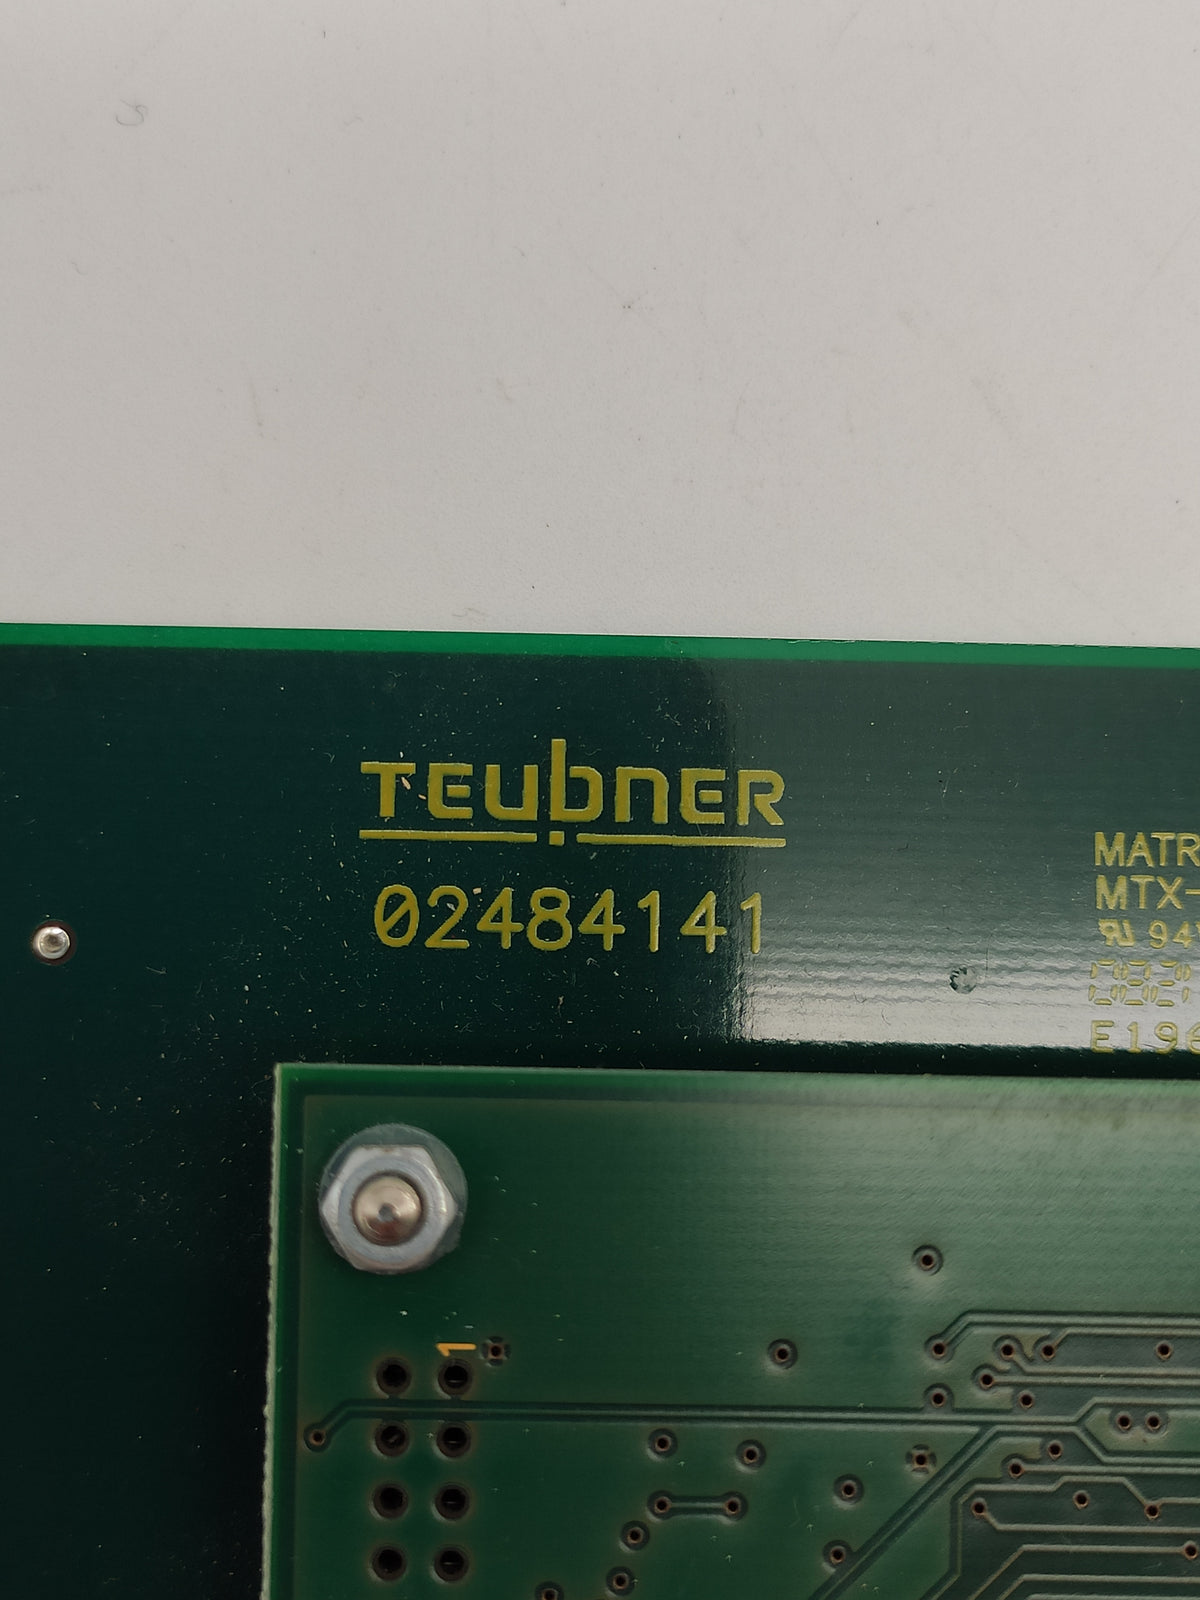 TEUBNER
02484141
MATR
MTX-
94
E196
1